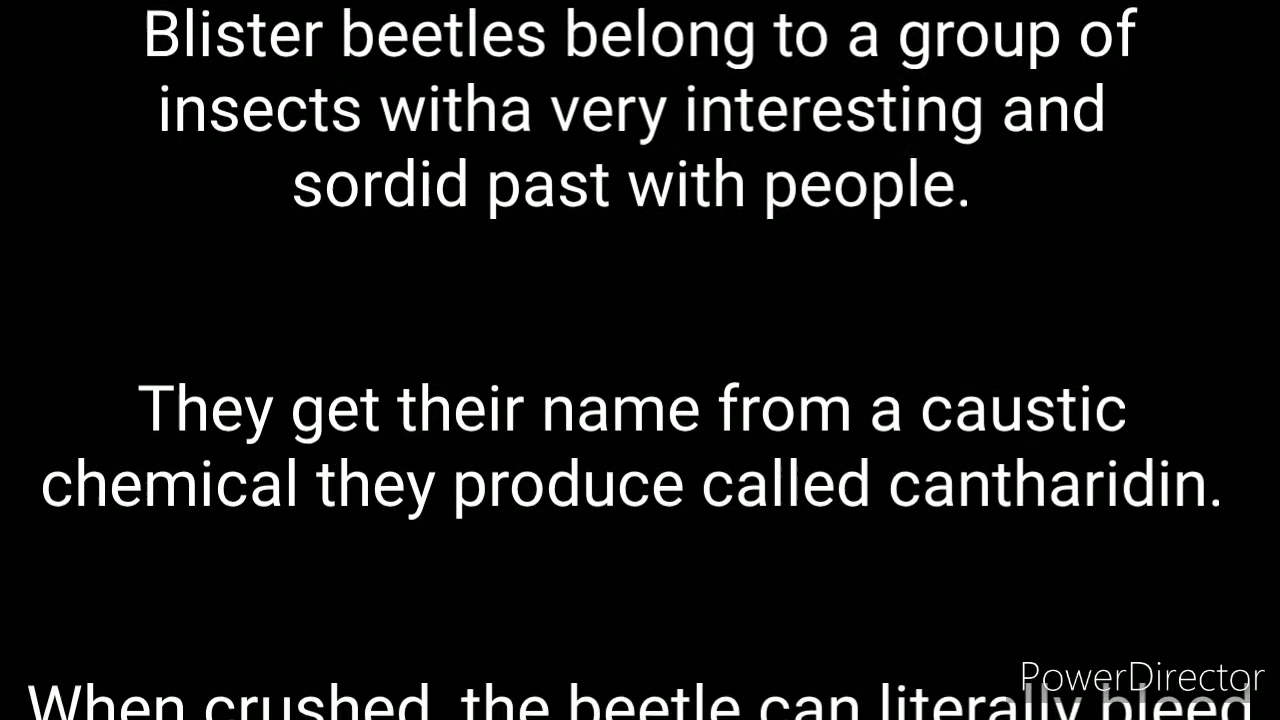 Blister beetles belong to a group of
insects witha very interesting and
sordid past with people.
They get their name from a caustic
chemical they produce called cantharidin.
PowerDirector
When crushed, the beetle can literally bleed